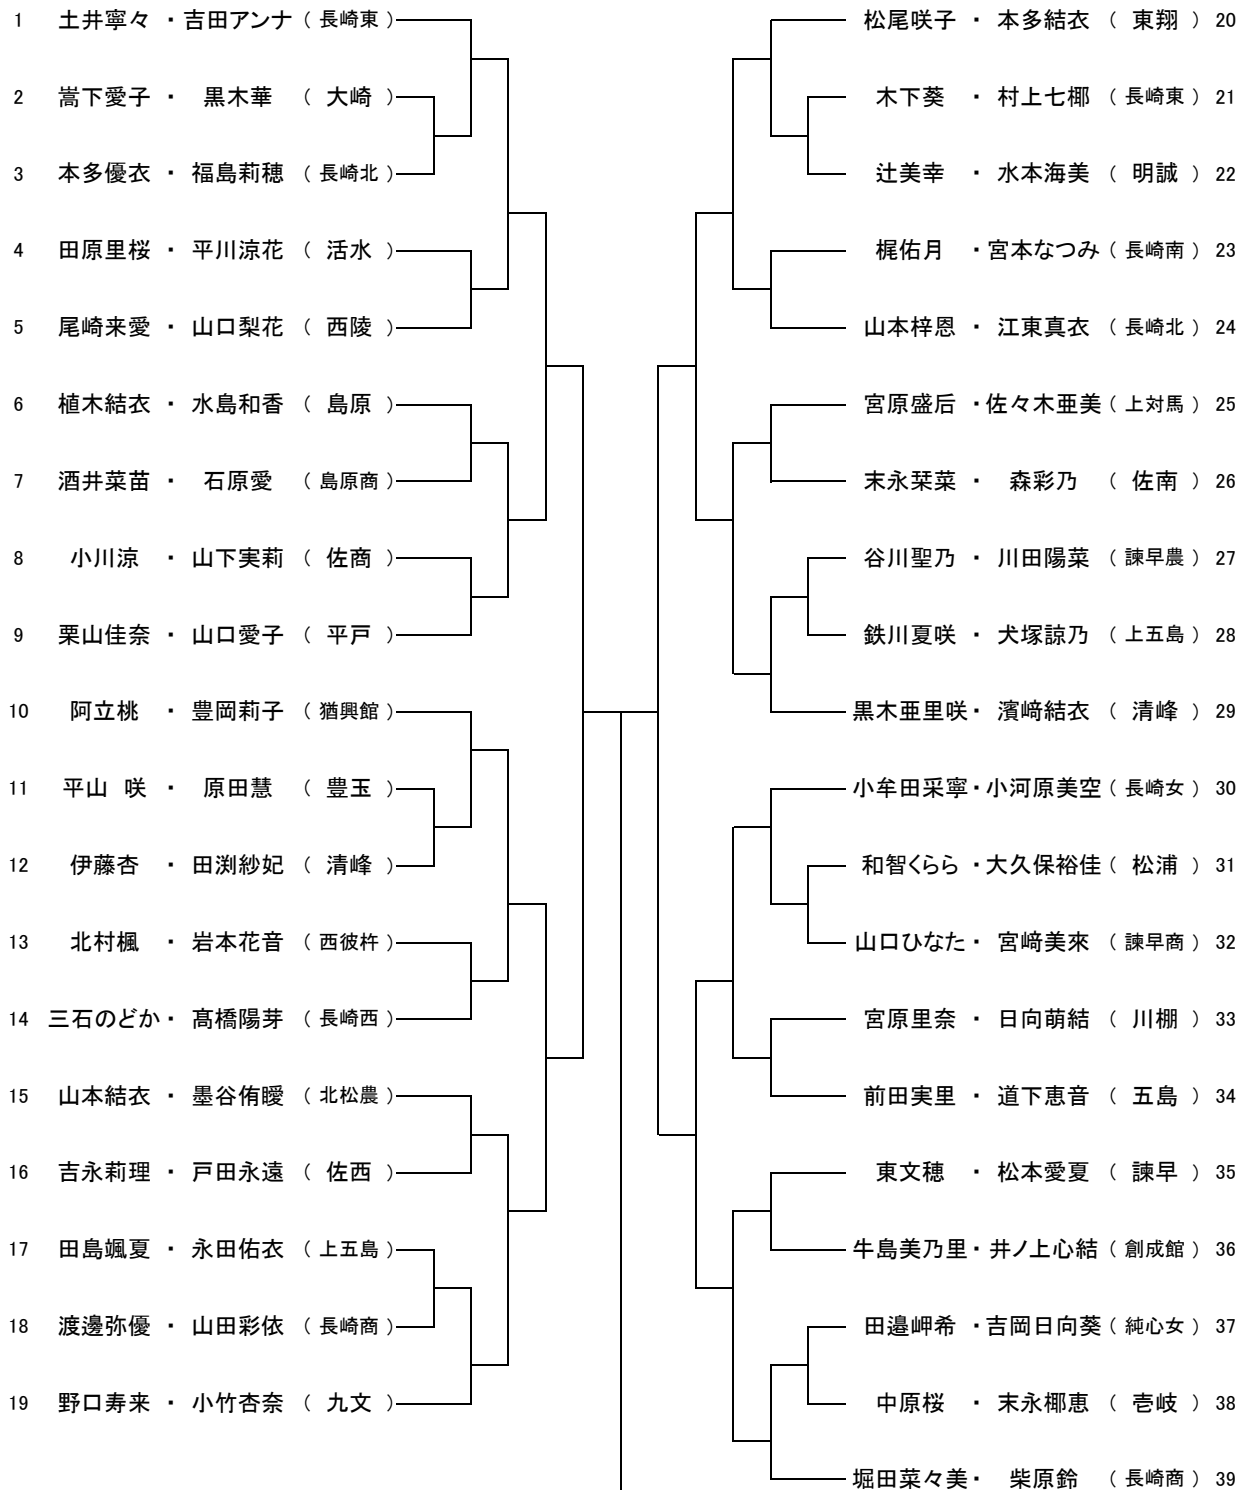 1 土井寧々・吉田アンナ（長崎東）
2 嵩下愛子・黒木華（大崎）
3 本多優衣・福島莉穂（長崎北）
4 田原里桜・平川涼花（活水）
5 尾崎来愛・山口梨花（西陵）
6 植木結衣・水島和香（島原）
7 酒井菜苗・石原愛（島原商）
8 小川涼・山下実莉（佐商）
9 栗山佳奈・山口愛子（平戸）
10 阿立桃・豊岡莉子（猶興館）
11 平山 咲・原田慧（豊玉）
12 伊藤杏・田渕紗妃（清峰）
13 北村楓・岩本花音（西彼杵）
14 三石のどか・髙橋陽芽（長崎西）
15 山本結衣・墨谷侑曖（北松農）
16 吉永莉理・戸田永遠（佐西）
17 田島颯夏・永田佑衣（上五島）
18 渡邊弥優・山田彩依（長崎商）
19 野口寿来・小竹杏奈（九文）
松尾咲子・本多結衣（東翔）20
木下葵・村上七椰（長崎東）21
辻美幸・水本海美（明誠）22
梶佑月・宮本なつみ（長崎南）23
山本梓恩・江東真衣（長崎北）24
宮原盛后・佐々木亜美（上対馬）25
末永栞菜・森彩乃（佐南）26
谷川聖乃・川田陽菜（諫早農）27
鉄川夏咲・犬塚諒乃（上五島）28
黒木亜里咲・濱﨑結衣（清峰）29
小牟田采寧・小河原美空（長崎女）30
和智くらら・大久保裕佳（松浦）31
山口ひなた・宮﨑美來（諫早商）32
宮原里奈・日向萌結（川棚）33
前田実里・道下恵音（五島）34
東文穂・松本愛夏（諫早）35
牛島美乃里・井ノ上心結（創成館）36
田邉岬希・吉岡日向葵（純心女）37
中原桜・末永椰恵（壱岐）38
堀田菜々美・柴原鈴（長崎商）39